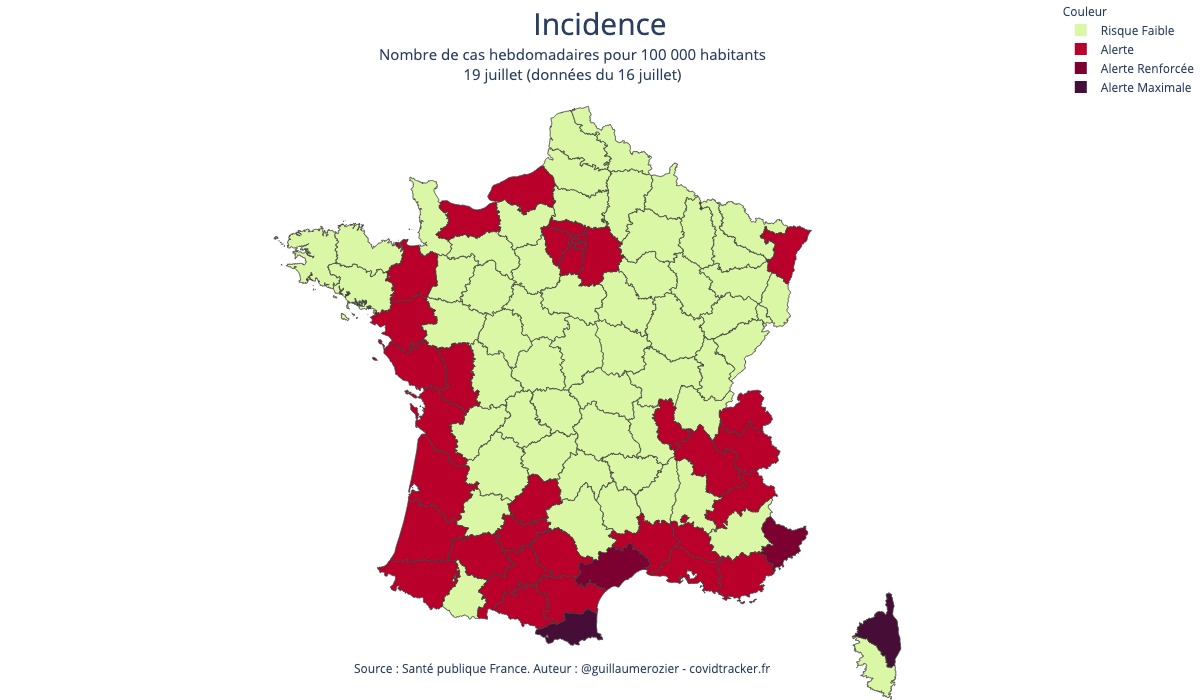 Incidence
Nombre de cas hebdomadaires pour 100 000 habitants
19 juillet (données du 16 juillet)
Couleur
Risque Faible
Alerte
Alerte Renforcée
Alerte Maximale
Source : Santé publique France. Auteur : @guillaumerozier - covidtracker.fr